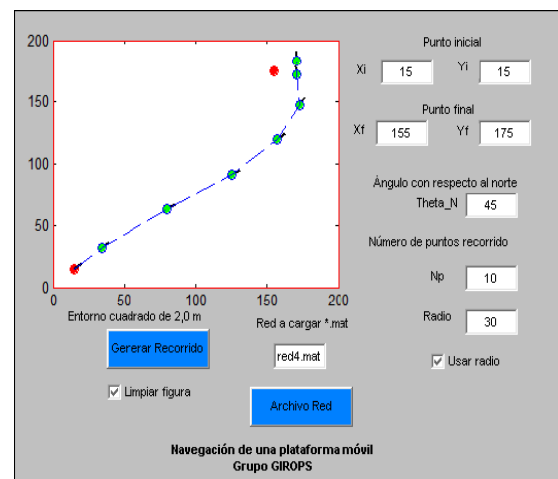 200
150
100
50
0
0 50 100 150 200
Entorno cuadrado de 2,0 m
Gererar Recorrido
Limpiar figura
Red a cargar *.mat
red4.mat
Archivo Red
Punto inicial
Xi 15 Yi 15
Punto final
Xf 155 Yf 175
Ángulo con respecto al norte
Theta_N 45
Número de puntos recorrido
Np 10
Radio 30
Usar radio
Navegación de una plataforma móvil
Grupo GIROPS